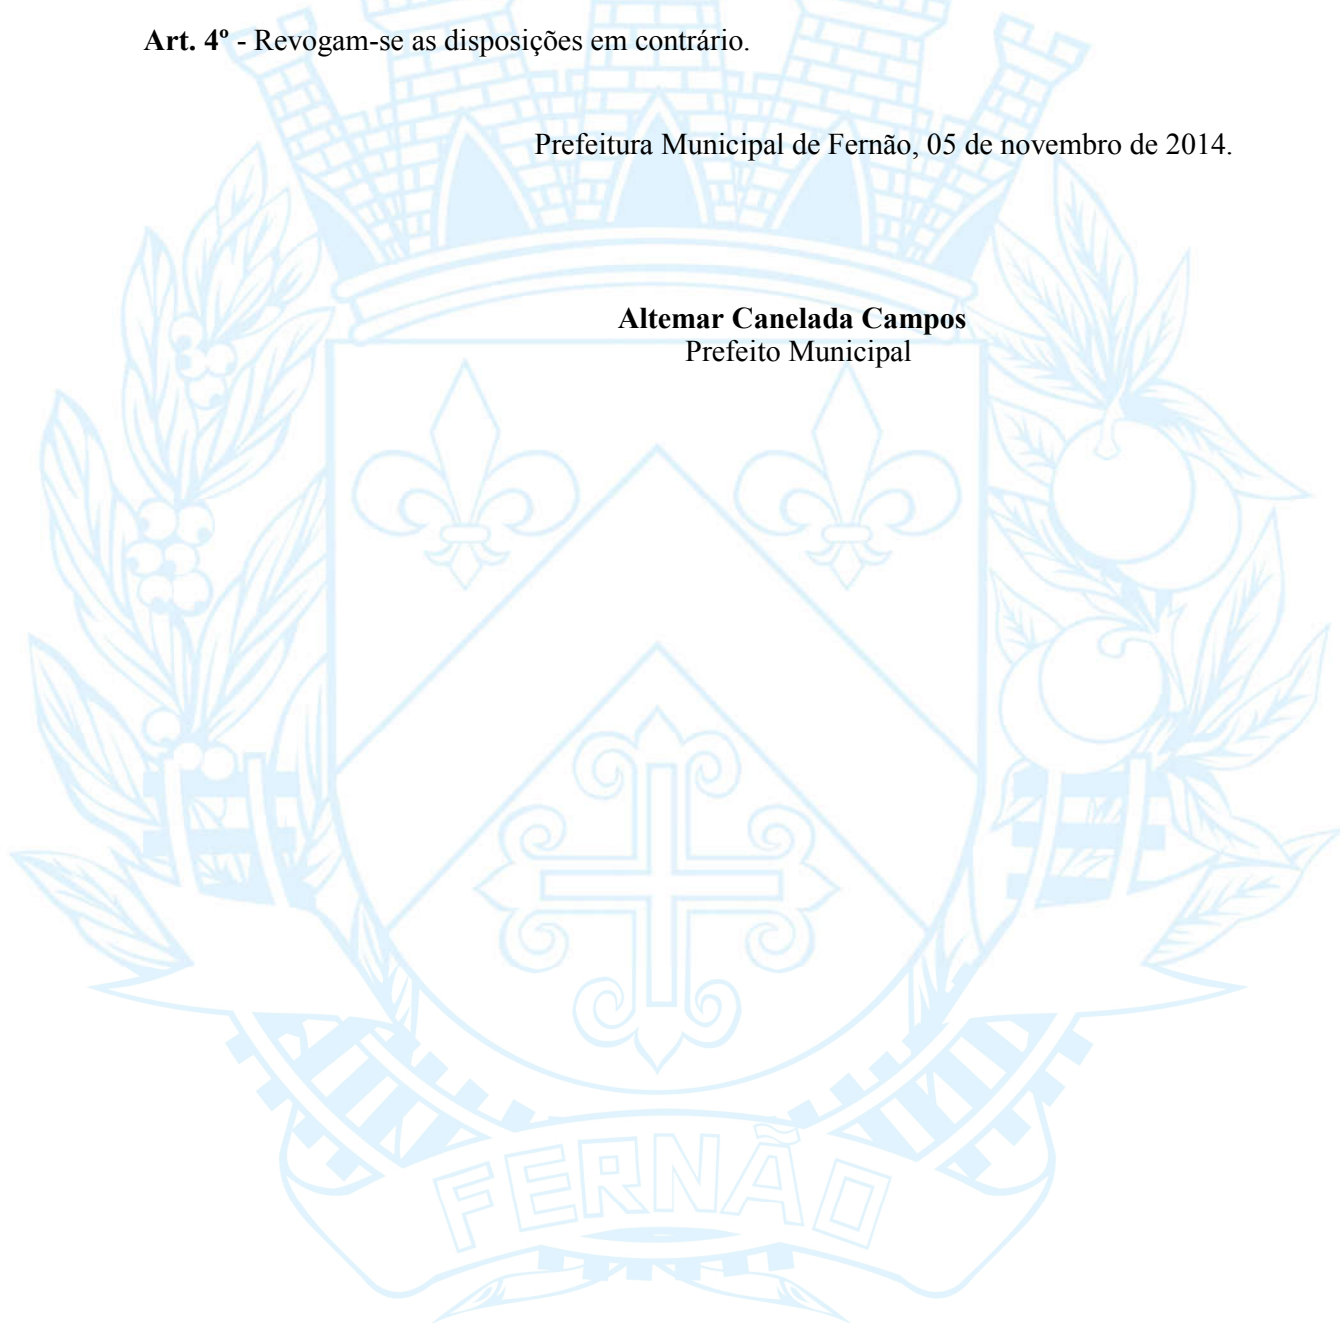 Art. 4º - Revogam-se as disposições em contrário.
Prefeitura Municipal de Fernão, 05 de novembro de 2014.
Altemar Canelada Campos
Prefeito Municipal
FERNÃO